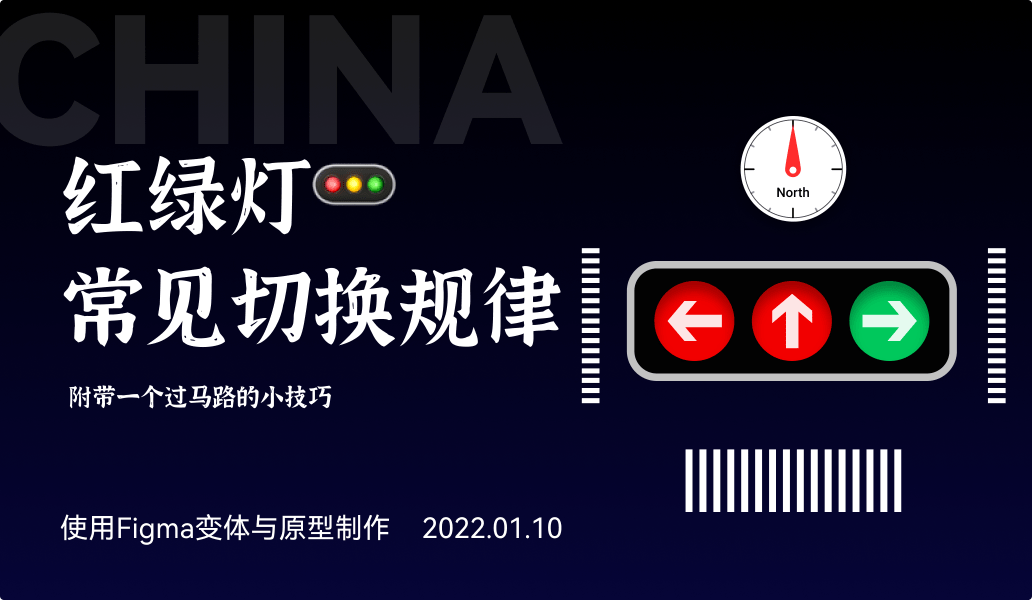 CHINA
红绿灯
常见切换规律
附带一个过马路的小技巧
使用Figma变体与原型制作 2022.01.10
North